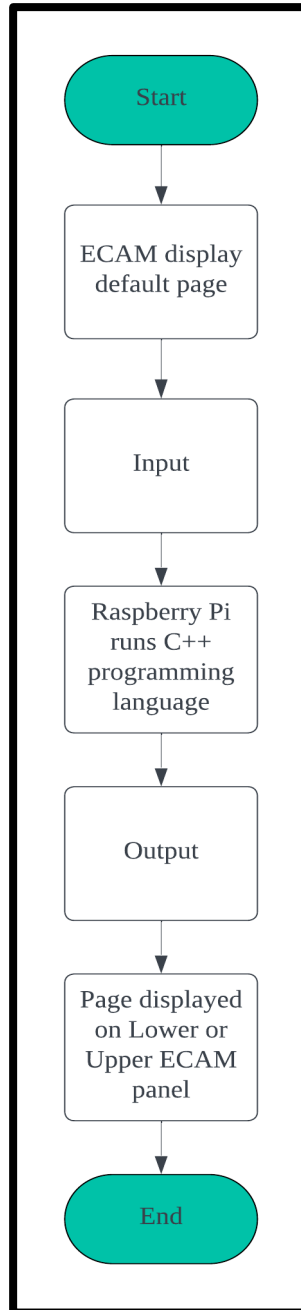 Start
ECAM display
default page
Input
Raspberry Pi
runs C++
programming
language
Output
Page displayed
on Lower or
Upper ECAM
panel
End